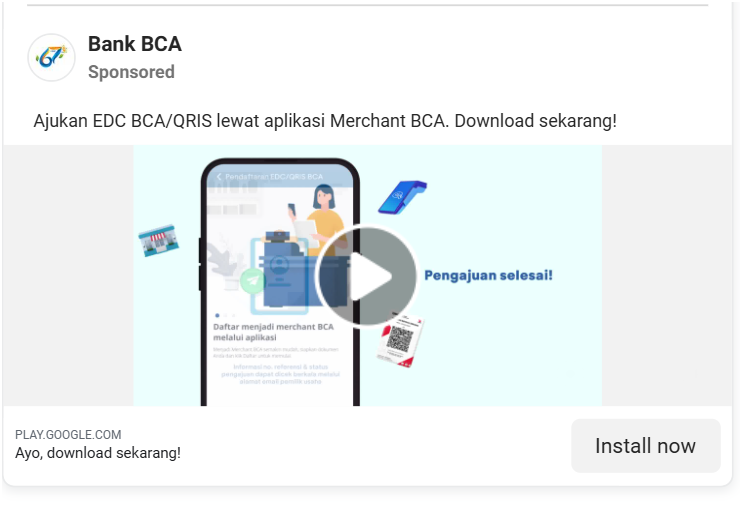 67
Bank BCA
Sponsored
Ajukan EDC BCA/QRIS lewat aplikasi Merchant BCA. Download sekarang!
Pendaftaran EDC/QRIS BCA
Pengajuan selesai!
Daftar menjadi merchant BCA
melalui aplikasi
Informasi no. referensi & status
pengajuan dapat dicek berkala melalui
alamat email pemilik usaha
PLAY.GOOGLE.COM
Ayo, download sekarang!
Install now